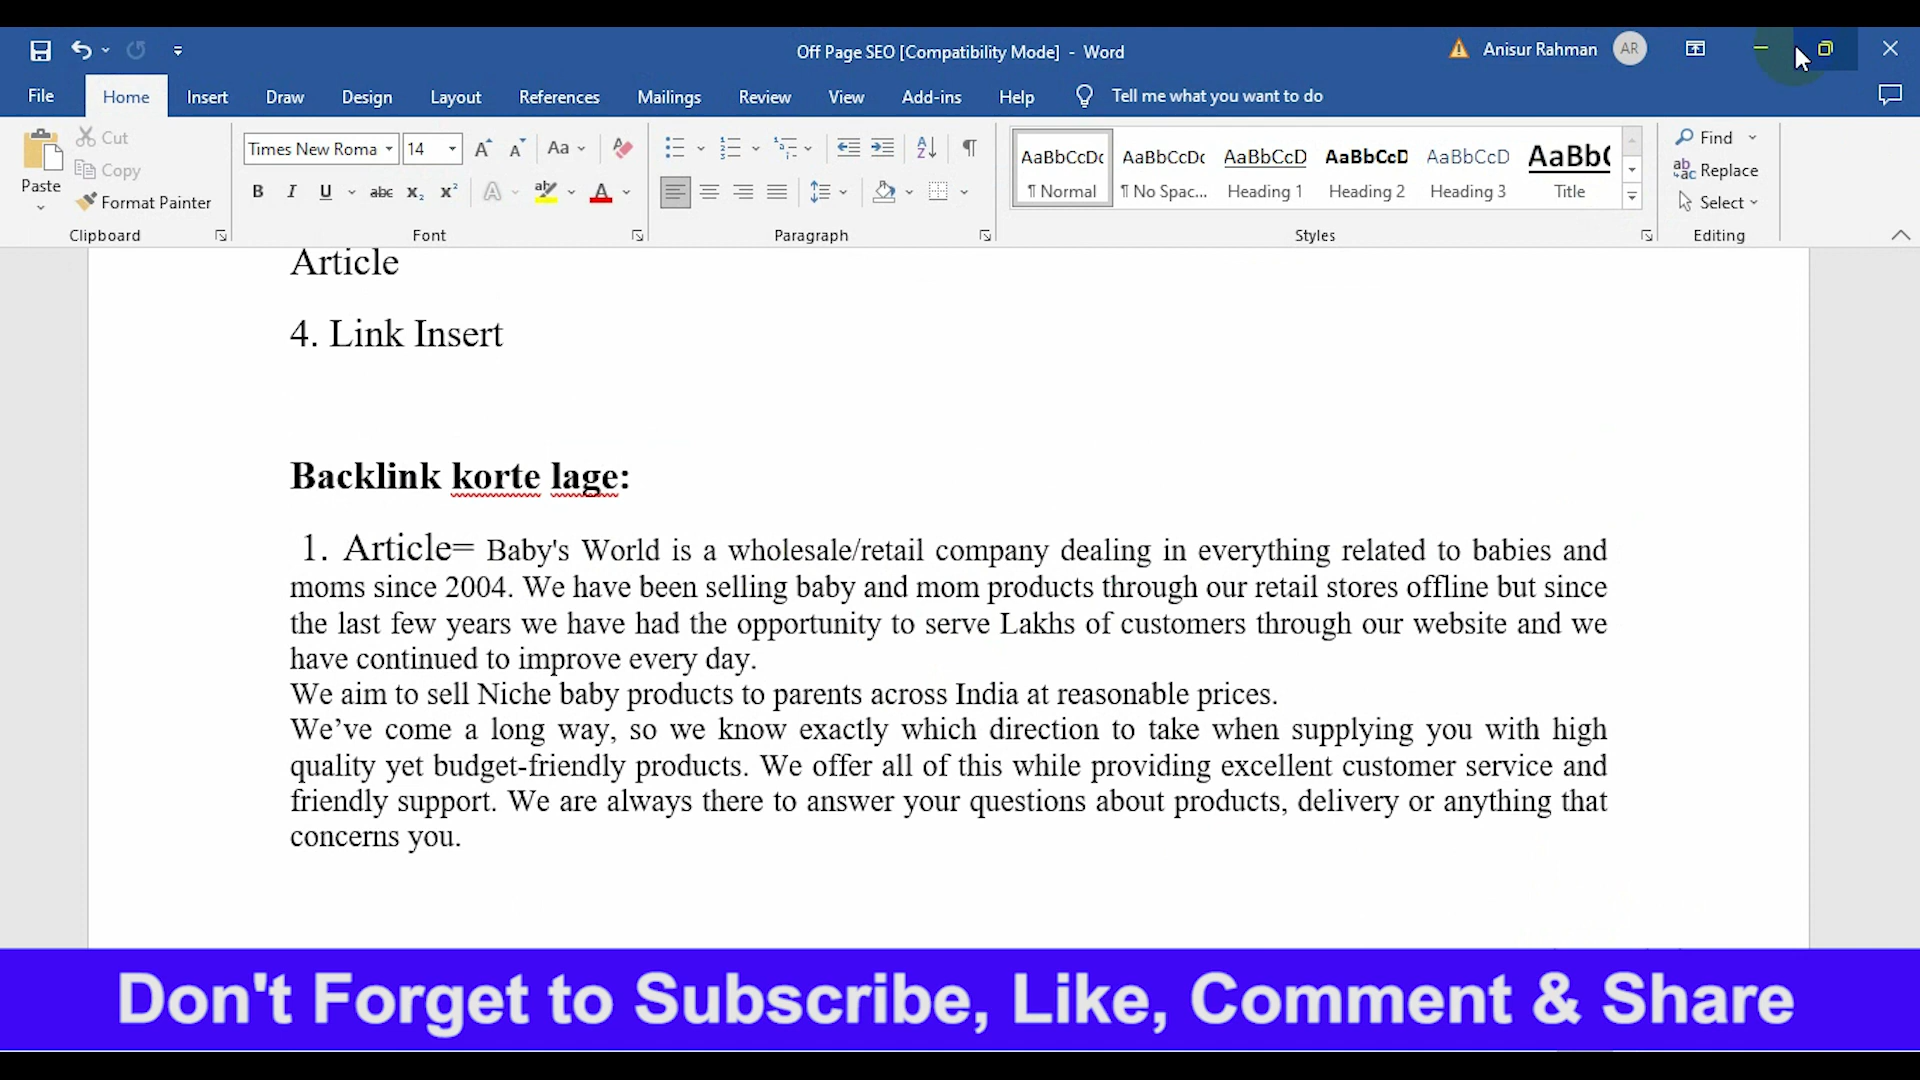 Off Page SEO [Compatibility Mode] - Word
Anisur Rahman AR
File Home Insert Draw Design Layout References Mailings Review View Add-ins Help Tell me what you want to do
Paste
Cut
Copy
Format Painter
Clipboard
Times New Roma 14
Font
Paragraph
AaBbCcDc AaBbCcDc AaBbCcD AaBbCcD AaBbCcD AaBb(
¶ Normal ¶ No Spac... Heading 1 Heading 2 Heading 3 Title
Styles
Find
Replace
Select
Editing
Article
4. Link Insert
Backlink korte lage:
1. Article= Baby's World is a wholesale/retail company dealing in everything related to babies and
moms since 2004. We have been selling baby and mom products through our retail stores offline but since
the last few years we have had the opportunity to serve Lakhs of customers through our website and we
have continued to improve every day.
We aim to sell Niche baby products to parents across India at reasonable prices.
We’ve come a long way, so we know exactly which direction to take when supplying you with high
quality yet budget-friendly products. We offer all of this while providing excellent customer service and
friendly support. We are always there to answer your questions about products, delivery or anything that
concerns you.
Don't Forget to Subscribe, Like, Comment & Share